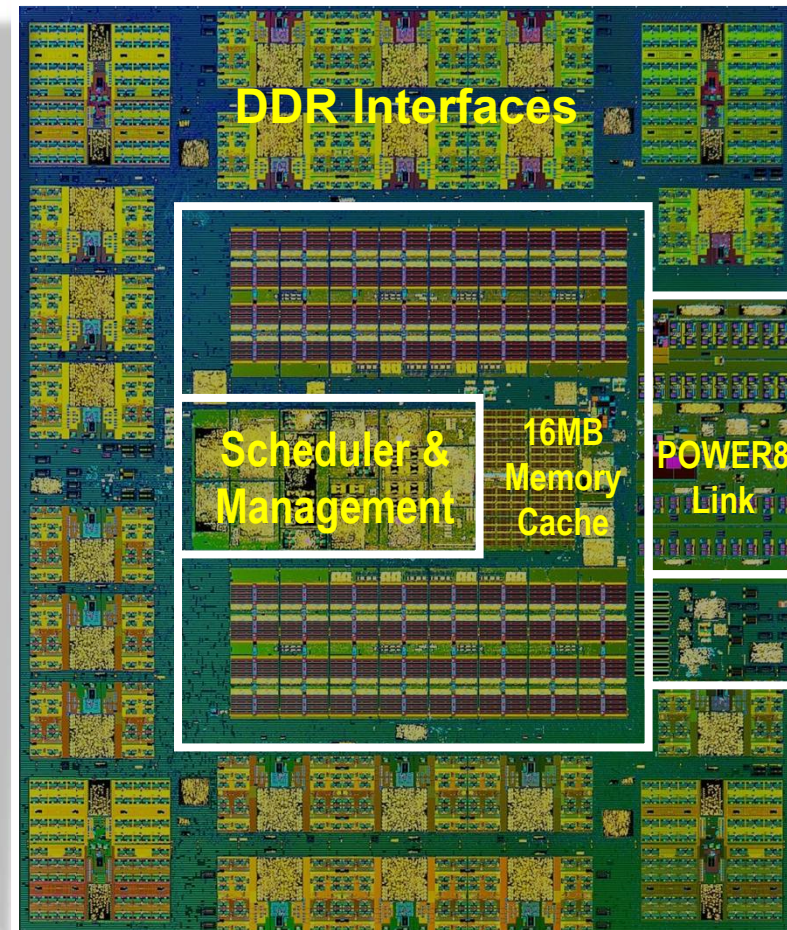 DDR Interfaces
Scheduler &
Management
16MB
Memory
Cache
POWER8
Link